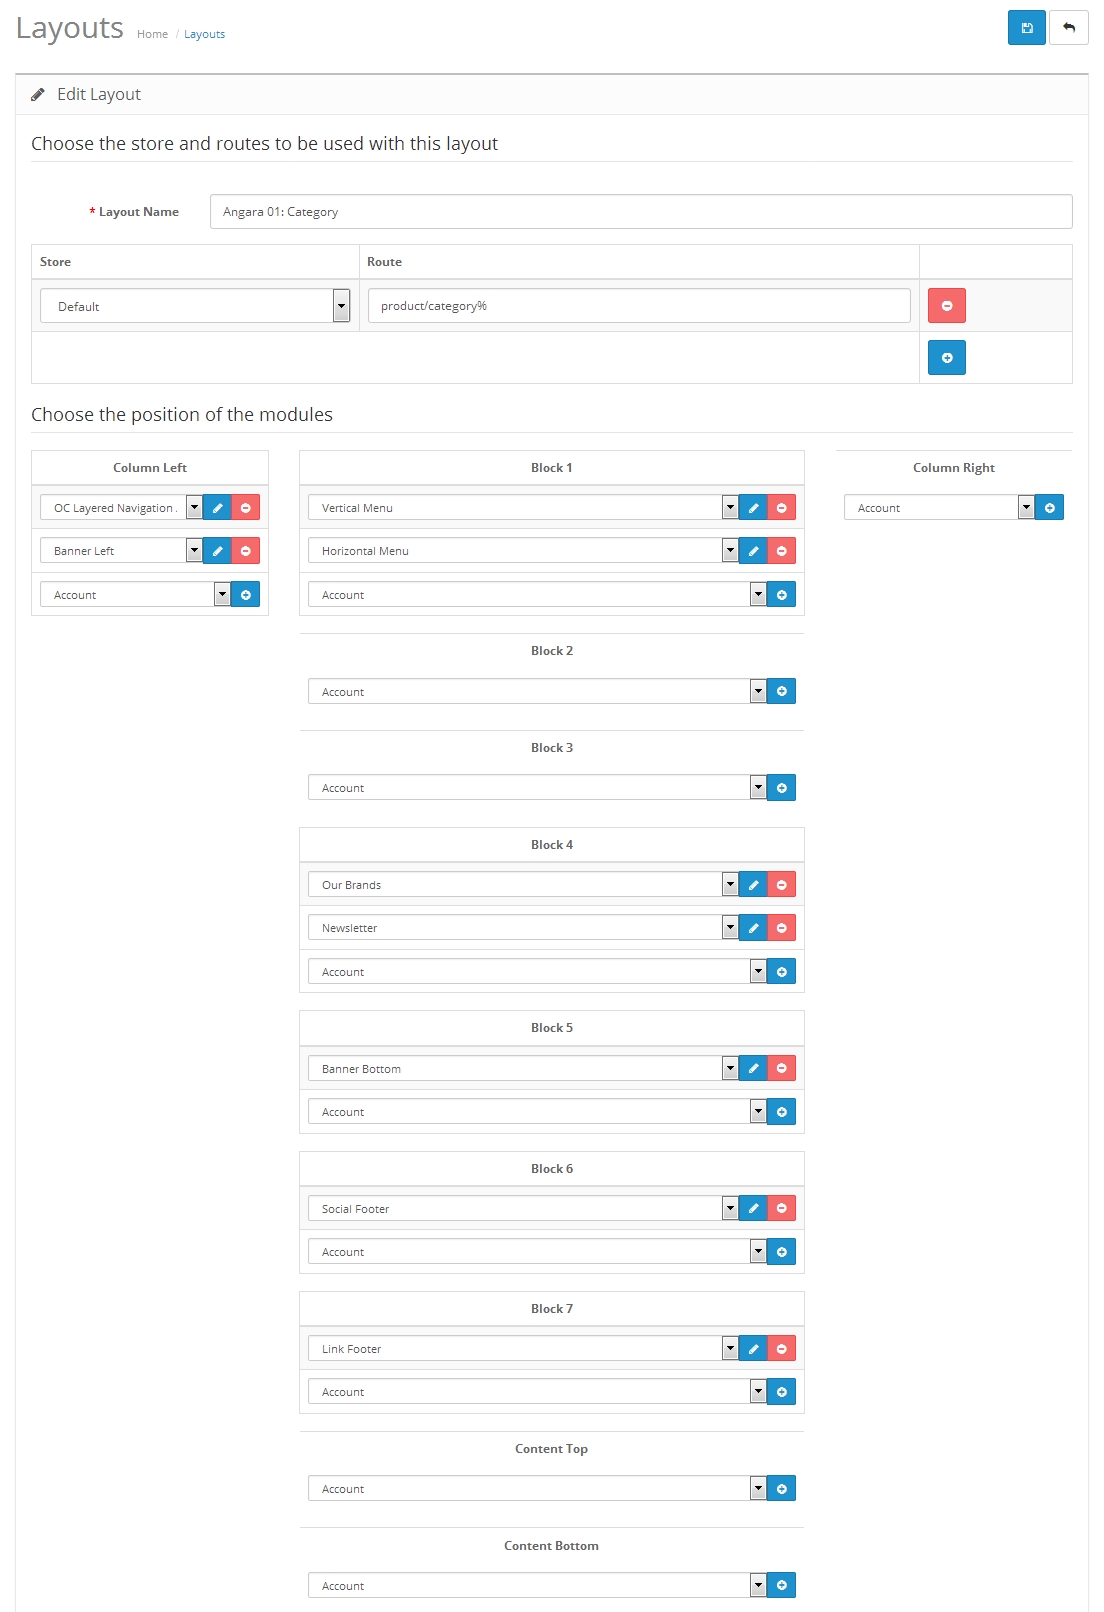 Layouts Home / Layouts
Edit Layout
Choose the store and routes to be used with this layout
* Layout Name Angara 01: Category
Store Route
Default product/category%
Choose the position of the modules
Column Left
OC Layered Navigation .
Banner Left
Account
Block 1
Vertical Menu
Horizontal Menu
Account
Block 2
Account
Block 3
Account
Block 4
Our Brands
Newsletter
Account
Block 5
Banner Bottom
Account
Block 6
Social Footer
Account
Block 7
Link Footer
Account
Content Top
Account
Content Bottom
Account
Column Right
Account